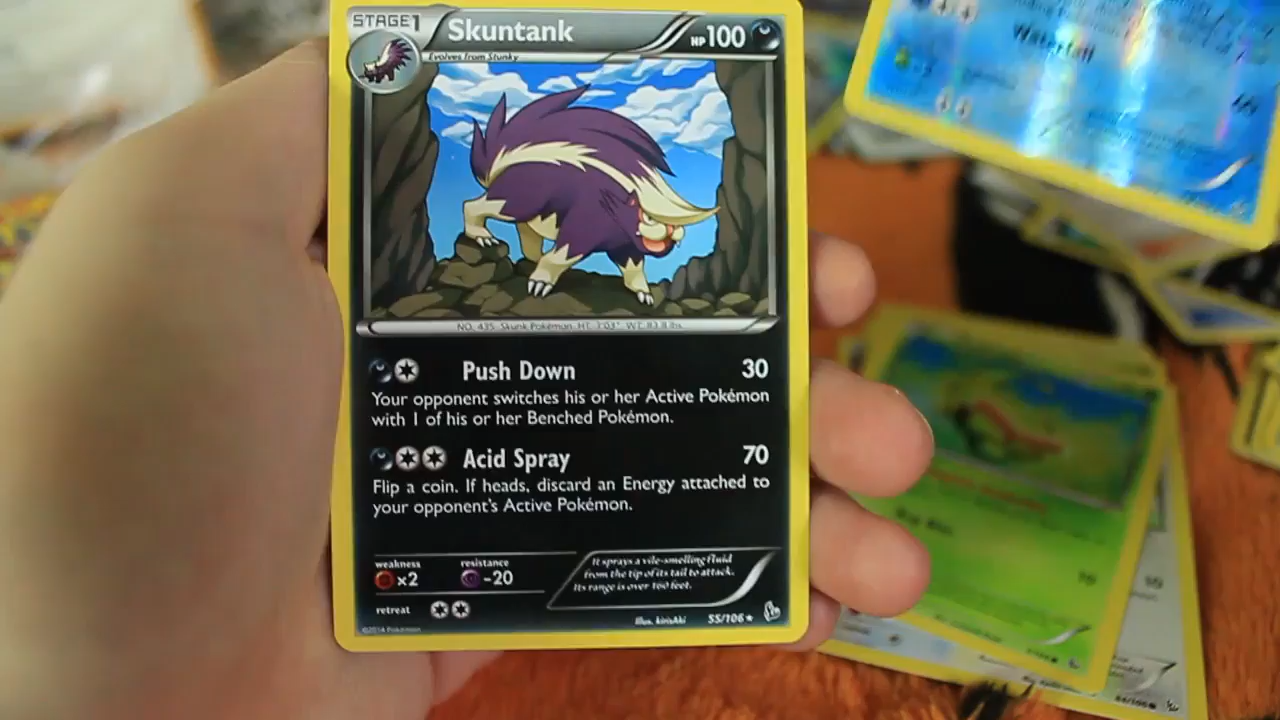 STAGE1
Skuntank
HP100
Evolves from Stunky
NO. 435 Skunk Pokémon HT: 3'03" WT: 83.8 lbs.
Push Down 30
Your opponent switches his or her Active Pokémon
with 1 of his or her Benched Pokémon.
Acid Spray 70
Flip a coin. If heads, discard an Energy attached to
your opponent's Active Pokémon.
weakness
×2
resistance
-20
It sprays a vile-smelling fluid
from the tip of its tail to attack.
Its range is over 160 feet.
retreat
Illus. kirisAki
55/106
©2014 Pokémon
Waterfall
Bug Bite
10